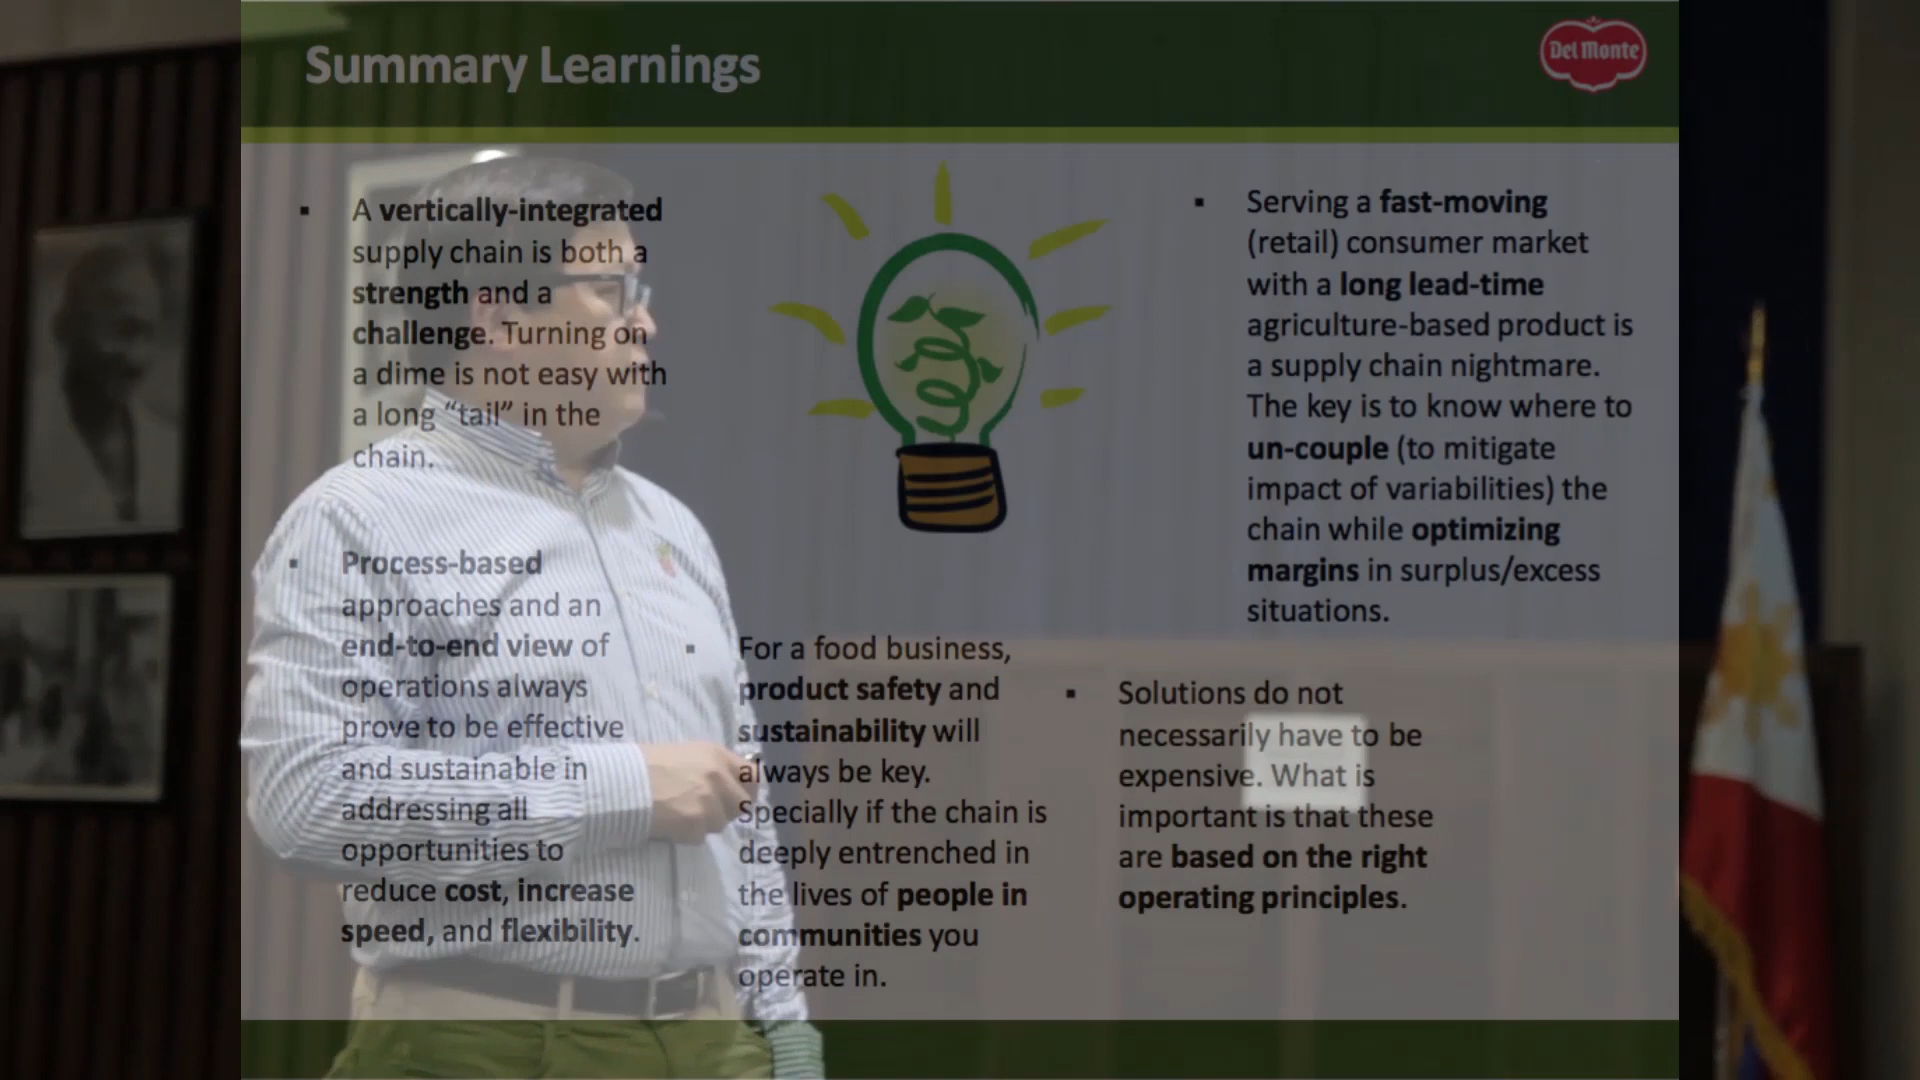 Summary Learnings
Del Monte
▪ A vertically-integrated
supply chain is both a
strength and a
challenge. Turning on
a dime is not easy with
a long “tail” in the
chain.
▪ Process-based
approaches and an
end-to-end view of
operations always
prove to be effective
and sustainable in
addressing all
opportunities to
reduce cost, increase
speed, and flexibility.
▪ For a food business,
product safety and
sustainability will
always be key.
Specially if the chain is
deeply entrenched in
the lives of people in
communities you
operate in.
▪ Serving a fast-moving
(retail) consumer market
with a long lead-time
agriculture-based product is
a supply chain nightmare.
The key is to know where to
un-couple (to mitigate
impact of variabilities) the
chain while optimizing
margins in surplus/excess
situations.
▪ Solutions do not
necessarily have to be
expensive. What is
important is that these
are based on the right
operating principles.